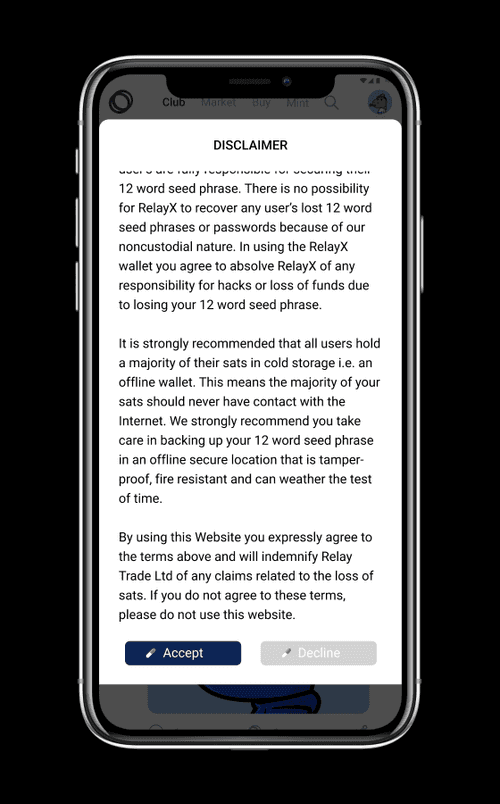 Club Market Buy Mint
DISCLAIMER
user's are fully responsible for securing their
12 word seed phrase. There is no possibility
for RelayX to recover any user's lost 12 word
seed phrases or passwords because of our
noncustodial nature. In using the RelayX
wallet you agree to absolve RelayX of any
responsibility for hacks or loss of funds due
to losing your 12 word seed phrase.
It is strongly recommended that all users hold
a majority of their sats in cold storage i.e. an
offline wallet. This means the majority of your
sats should never have contact with the
Internet. We strongly recommend you take
care in backing up your 12 word seed phrase
in an offline secure location that is tamper-
proof, fire resistant and can weather the test
of time.
By using this Website you expressly agree to
the terms above and will indemnify Relay
Trade Ltd of any claims related to the loss of
sats. If you do not agree to these terms,
please do not use this website.
Accept Decline